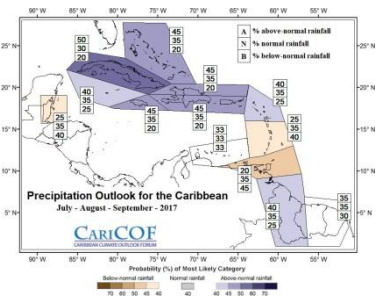 A % above-normal rainfall
N % normal rainfall
B % below-normal rainfall
25°N
20°N
15°N
10°N
5°N
50
30
20
45
35
20
45
35
20
40
35
25
45
35
20
45
35
20
40
35
25
25
35
40
25
35
40
33
33
33
20
35
45
40
35
25
35
35
30
Precipitation Outlook for the Caribbean
July - August - September - 2017
CARICOF
CARIBBEAN CLIMATE OUTLOOK FORUM
90°W 85°W 80°W 75°W 70°W 65°W 60°W 55°W
Probability (%) of Most Likely Category
Below-normal rainfall Normal rainfall Above-normal rainfall
70 60 50 45 40 40 40 45 50 60 70